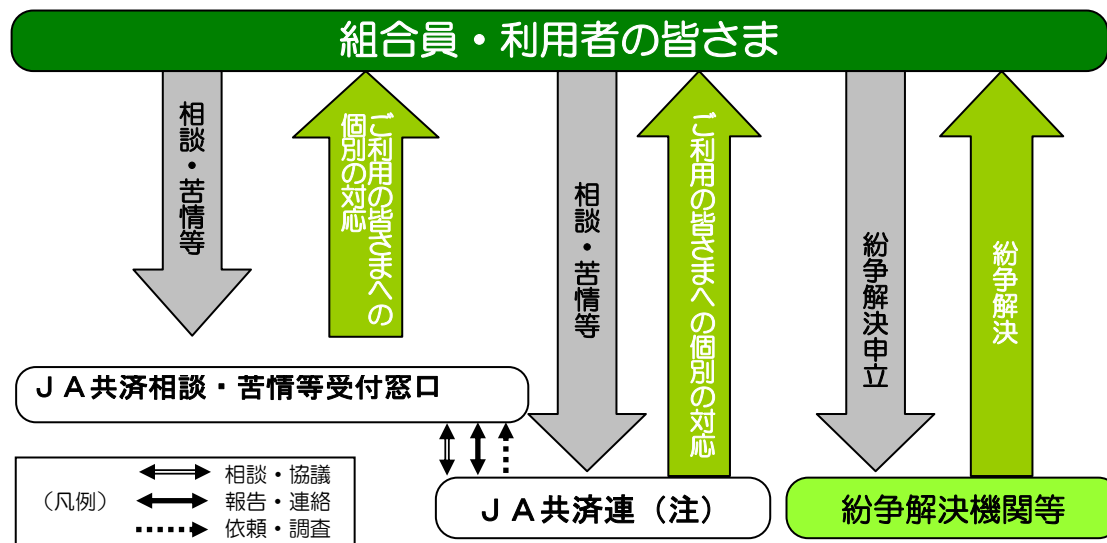 組合員・利用者の皆さま
相談・苦情等
ご利用の皆さまへの
個別の対応
相談・苦情等
ご利用の皆さまへの個別の対応
紛争解決申立
紛争解決
ＪＡ共済相談・苦情等受付窓口
（凡例）
相談・協議
報告・連絡
依頼・調査
ＪＡ共済連（注）
紛争解決機関等